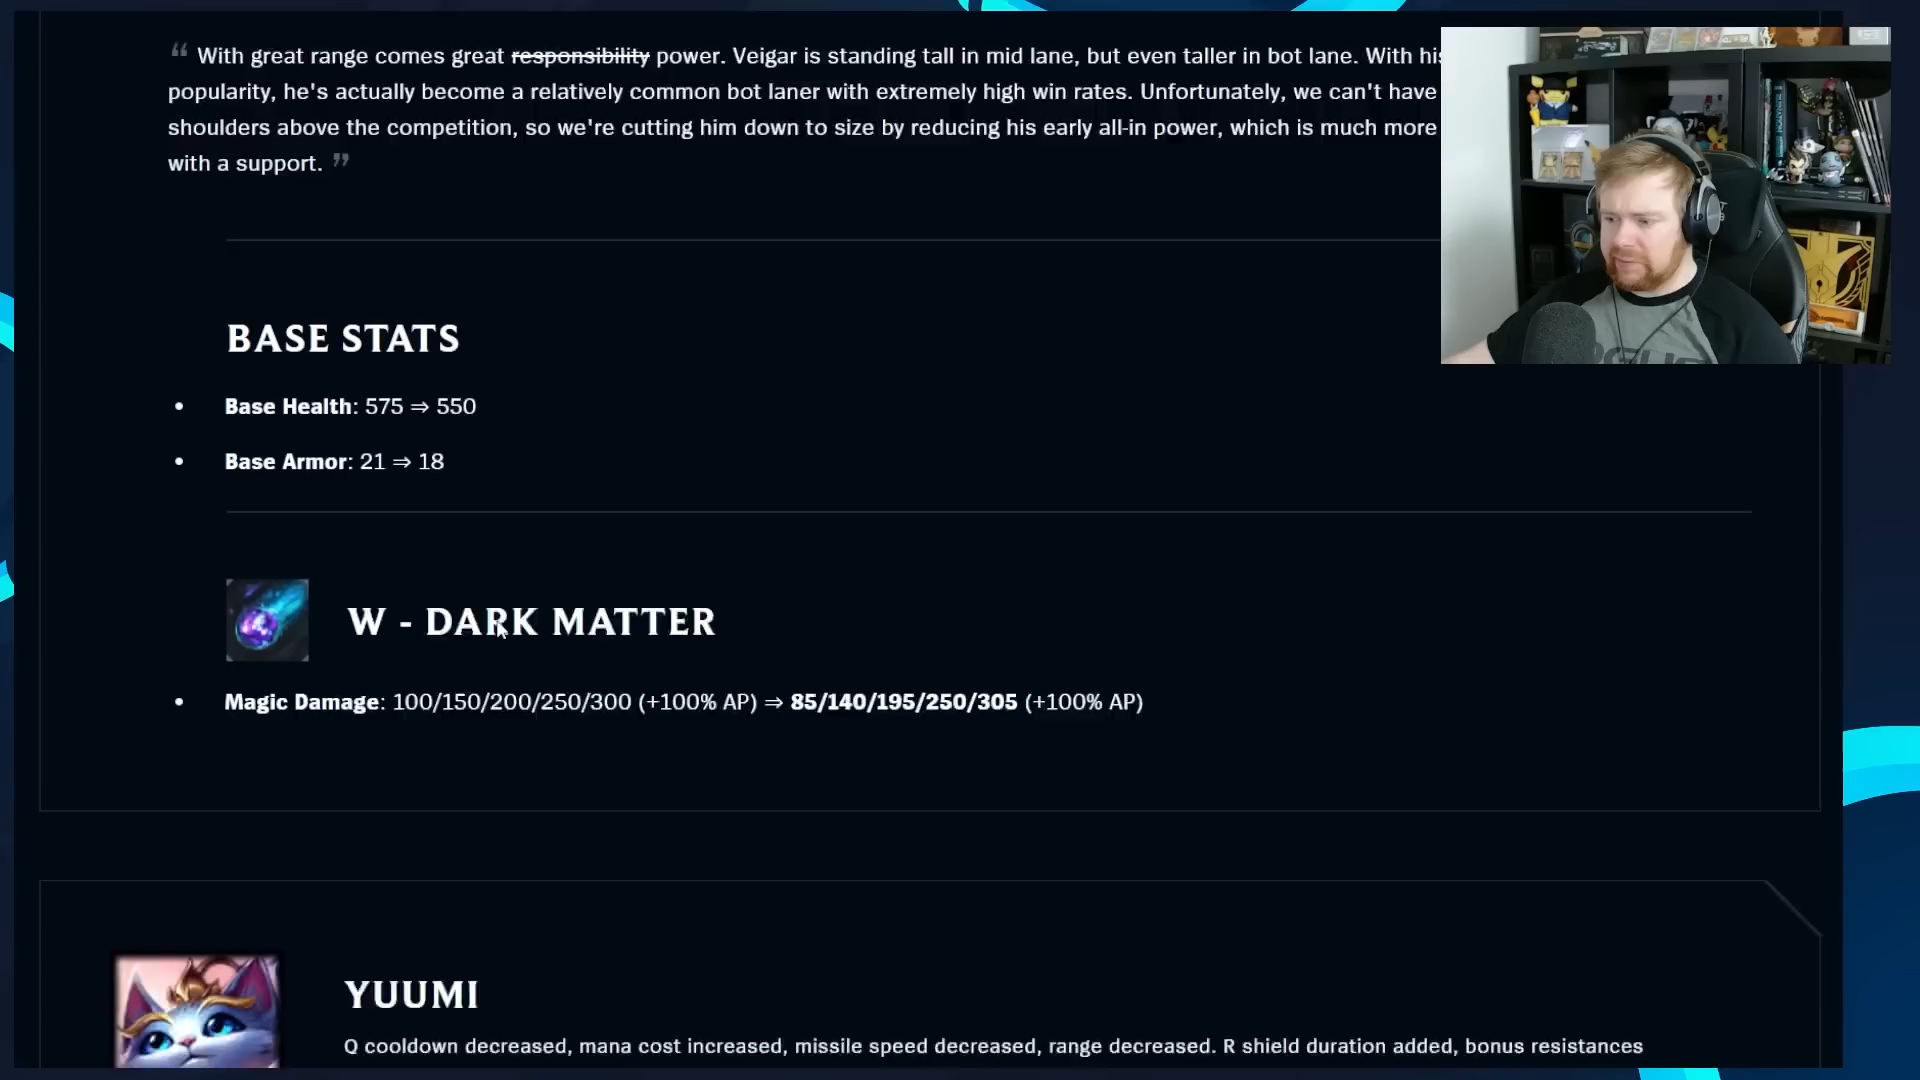 “ With great range comes great responsibility power. Veigar is standing tall in mid lane, but even taller in bot lane. With his
popularity, he's actually become a relatively common bot laner with extremely high win rates. Unfortunately, we can't have
shoulders above the competition, so we're cutting him down to size by reducing his early all-in power, which is much more
with a support. ”
BASE STATS
• Base Health: 575 ⇒ 550
• Base Armor: 21 ⇒ 18
W - DARK MATTER
• Magic Damage: 100/150/200/250/300 (+100% AP) ⇒ 85/140/195/250/305 (+100% AP)
YUUMI
Q cooldown decreased, mana cost increased, missile speed decreased, range decreased. R shield duration added, bonus resistances